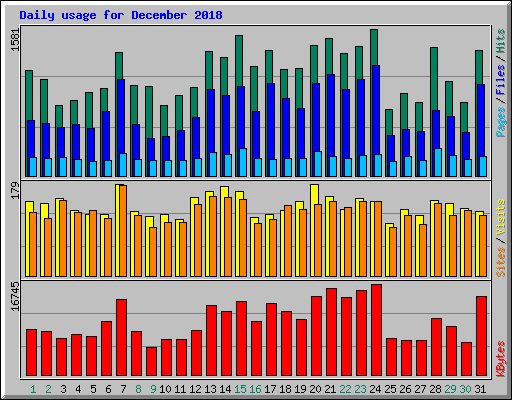 Daily usage for December 2018
1581
179
16745
Pages / Files / Hits
Sites / Visits
KBytes
1 2 3 4 5 6 7 8 9 10 11 12 13 14 15 16 17 18 19 20 21 22 23 24 25 26 27 28 29 30 31